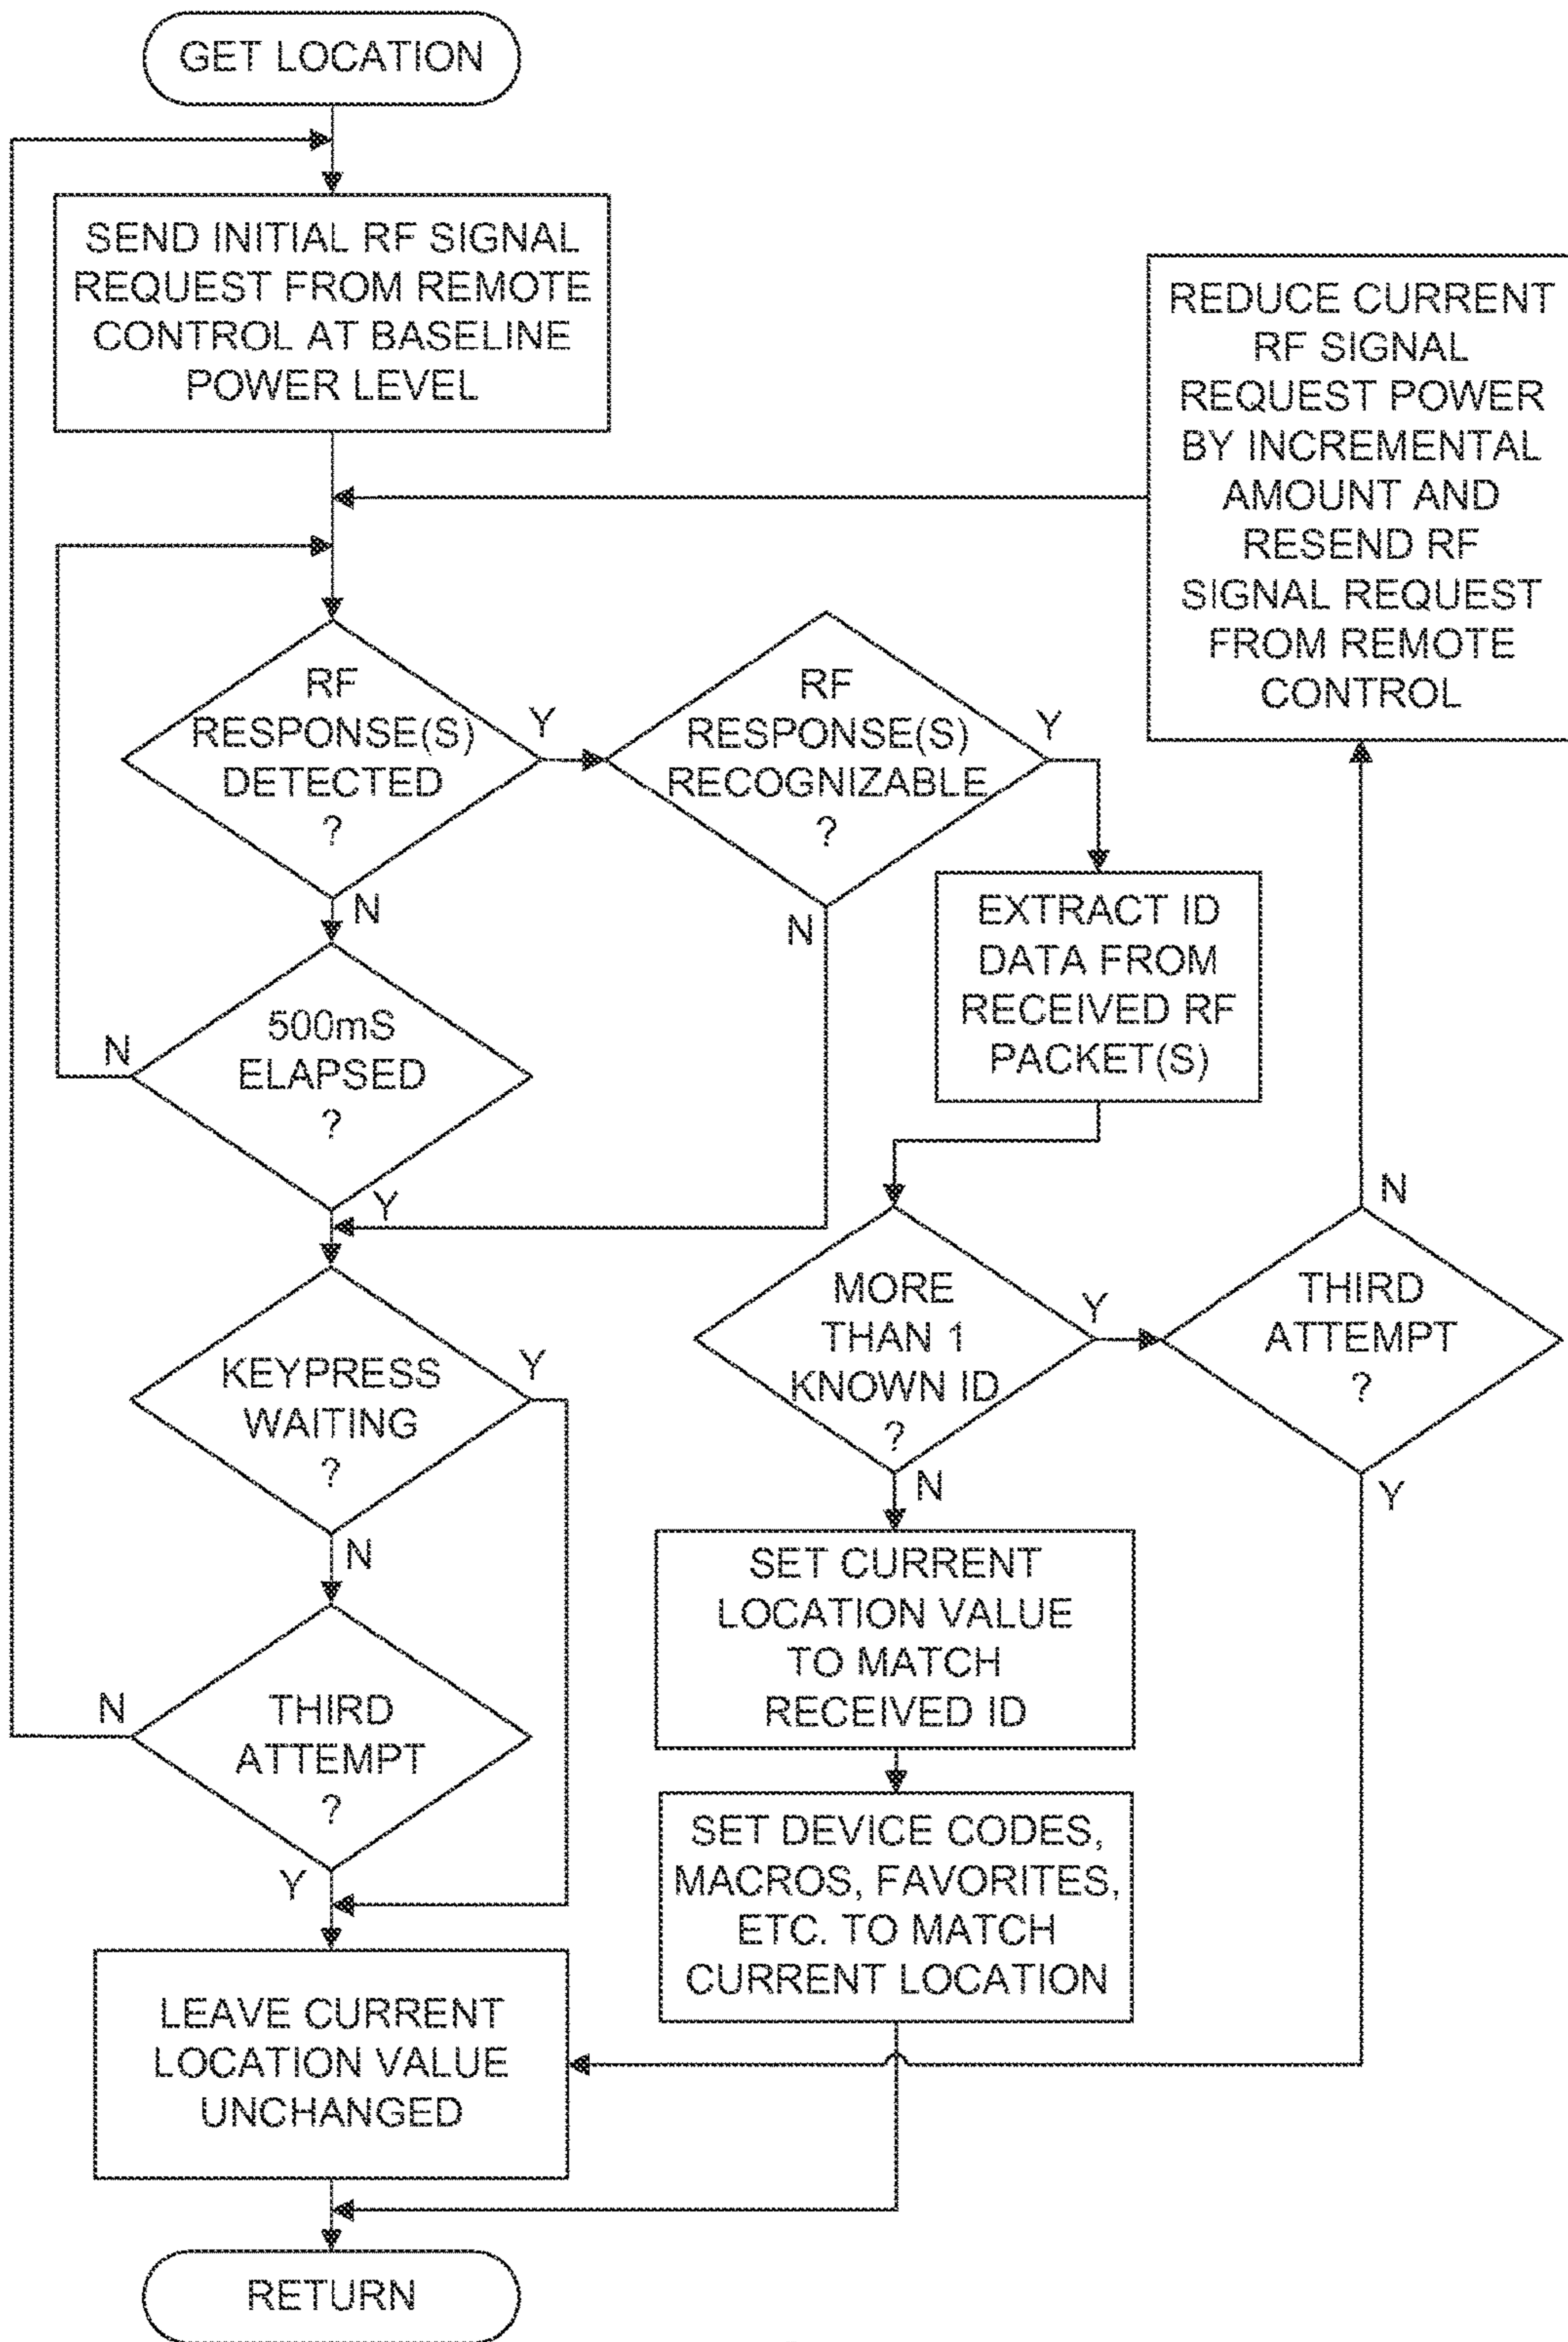 GET LOCATION
SEND INITIAL RF SIGNAL
REQUEST FROM REMOTE
CONTROL AT BASELINE
POWER LEVEL
REDUCE CURRENT
RF SIGNAL
REQUEST POWER
BY INCREMENTAL
AMOUNT AND
RESEND RF
SIGNAL REQUEST
FROM REMOTE
CONTROL
RF
RESPONSE(S)
DETECTED
?
Y
N
RF
RESPONSE(S)
RECOGNIZABLE
?
Y
N
EXTRACT ID
DATA FROM
RECEIVED RF
PACKET(S)
500mS
ELAPSED
?
N
Y
MORE
THAN 1
KNOWN ID
?
Y
N
THIRD
ATTEMPT
?
N
Y
KEYPRESS
WAITING
?
Y
N
SET CURRENT
LOCATION VALUE
TO MATCH
RECEIVED ID
THIRD
ATTEMPT
?
N
Y
SET DEVICE CODES,
MACROS, FAVORITES,
ETC. TO MATCH
CURRENT LOCATION
LEAVE CURRENT
LOCATION VALUE
UNCHANGED
RETURN